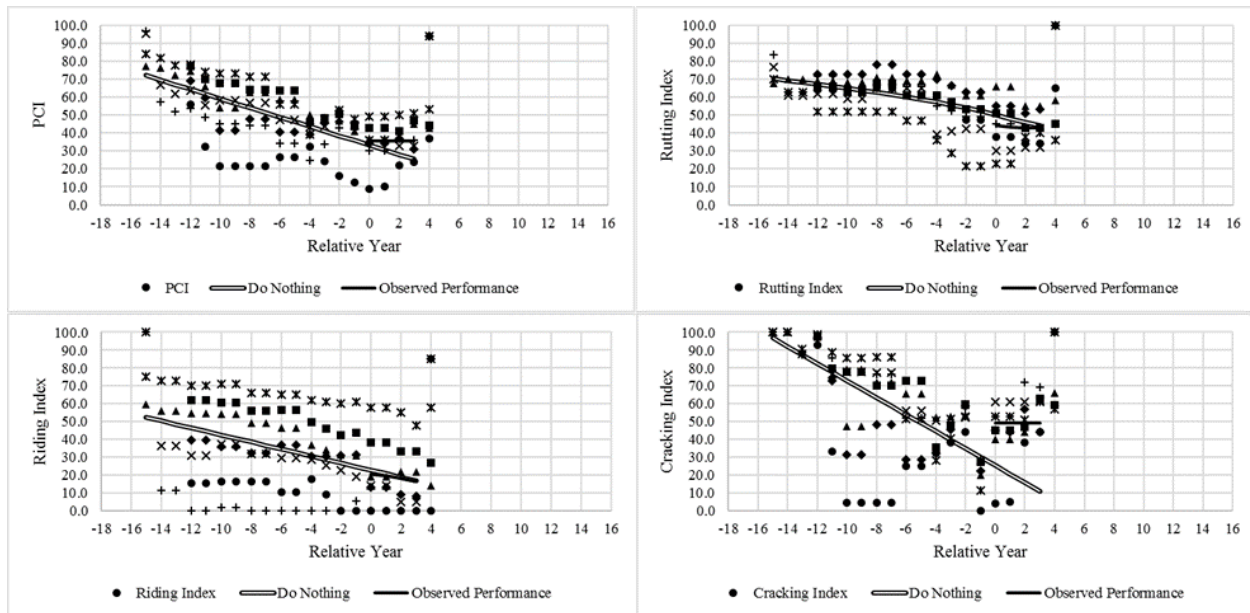 PCI
100.0
90.0
80.0
70.0
60.0
50.0
40.0
30.0
20.0
10.0
0.0
-18 -16 -14 -12 -10 -8 -6 -4 -2 0 2 4 6 8 10 12 14 16
Relative Year
PCI Do Nothing Observed Performance
Rutting Index
100.0
90.0
80.0
70.0
60.0
50.0
40.0
30.0
20.0
10.0
0.0
-18 -16 -14 -12 -10 -8 -6 -4 -2 0 2 4 6 8 10 12 14 16
Relative Year
Rutting Index Do Nothing Observed Performance
Riding Index
100.0
90.0
80.0
70.0
60.0
50.0
40.0
30.0
20.0
10.0
0.0
-18 -16 -14 -12 -10 -8 -6 -4 -2 0 2 4 6 8 10 12 14 16
Relative Year
Riding Index Do Nothing Observed Performance
Cracking Index
100.0
90.0
80.0
70.0
60.0
50.0
40.0
30.0
20.0
10.0
0.0
-18 -16 -14 -12 -10 -8 -6 -4 -2 0 2 4 6 8 10 12 14 16
Relative Year
Cracking Index Do Nothing Observed Performance